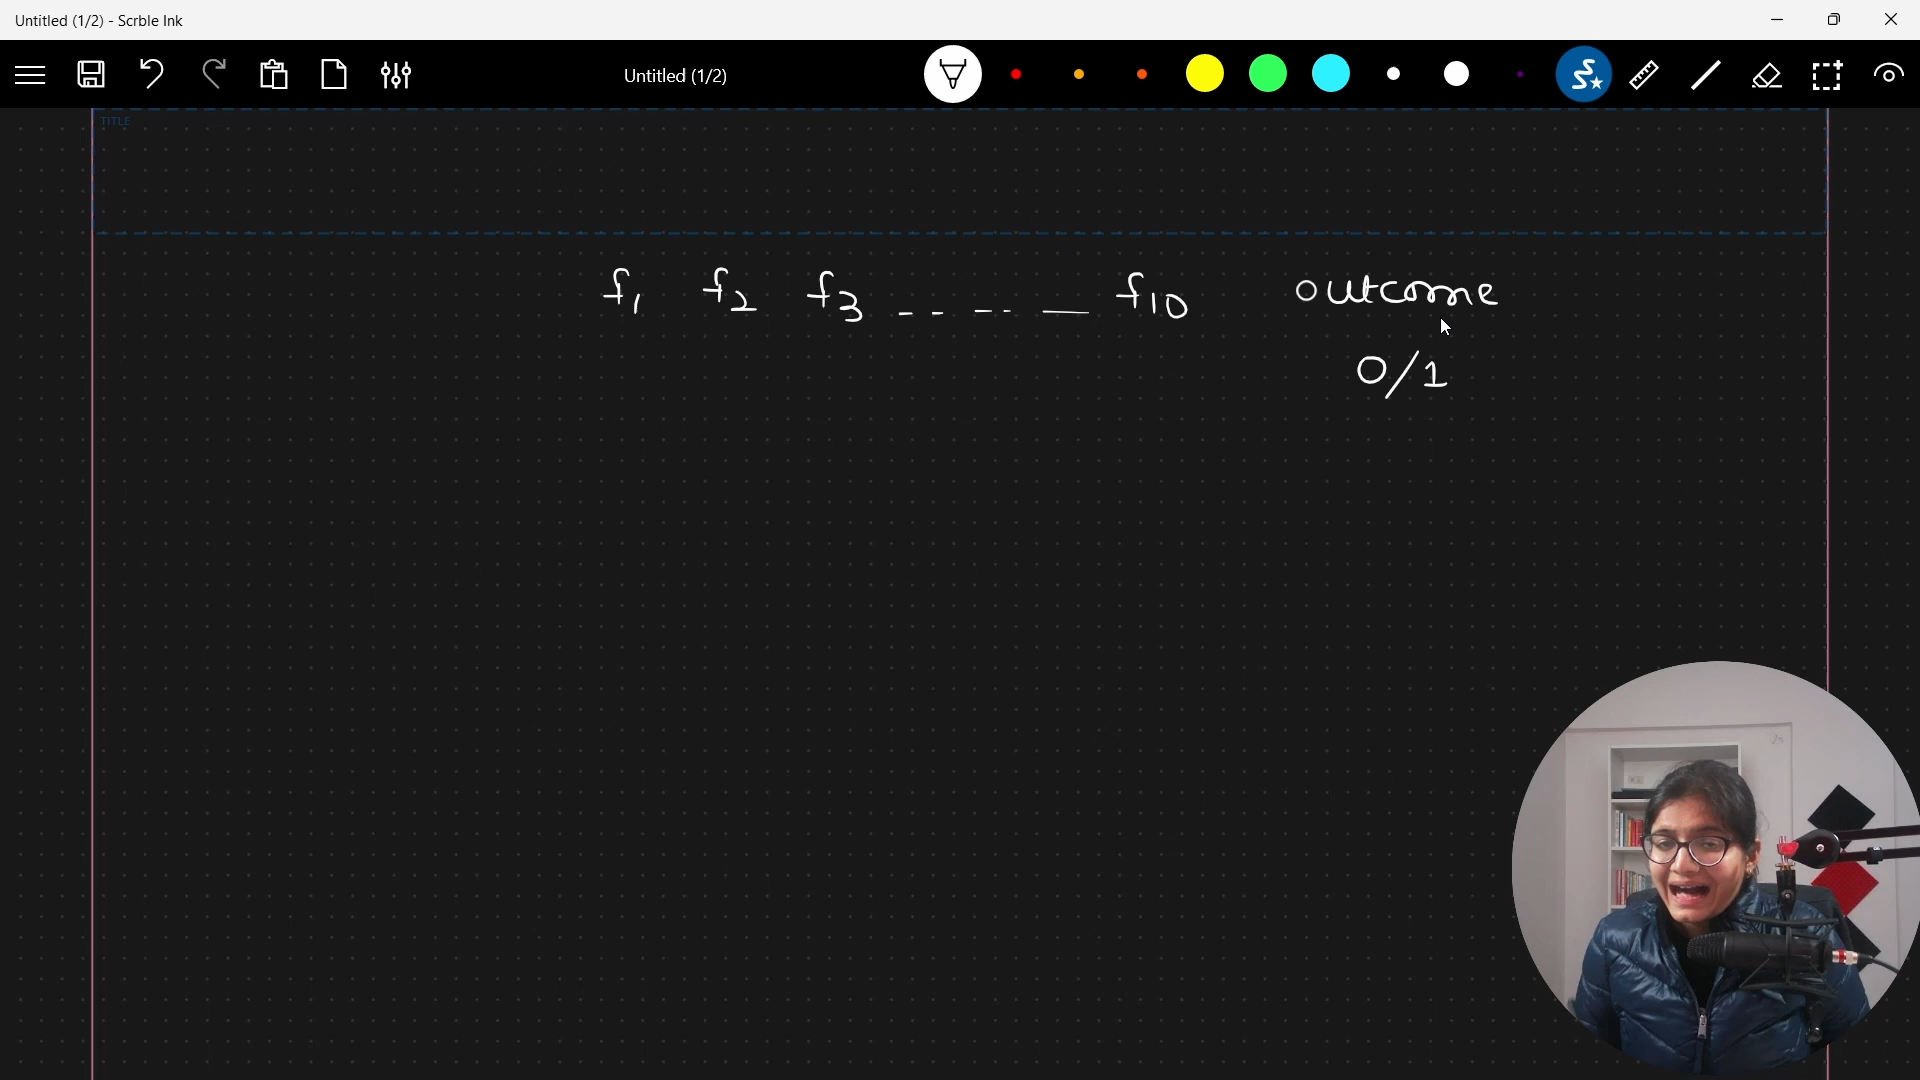 Untitled (1/2) - Scrble Ink
Untitled (1/2)
TITLE
f1 f2 f3 -- -- — f10 outcome
0/1